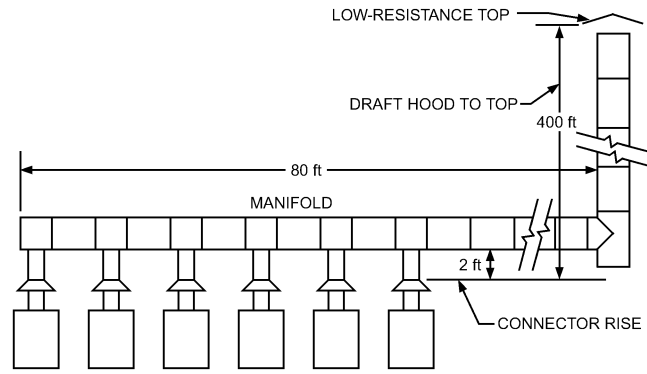 LOW-RESISTANCE TOP
DRAFT HOOD TO TOP
400 ft
80 ft
MANIFOLD
2 ft
CONNECTOR RISE